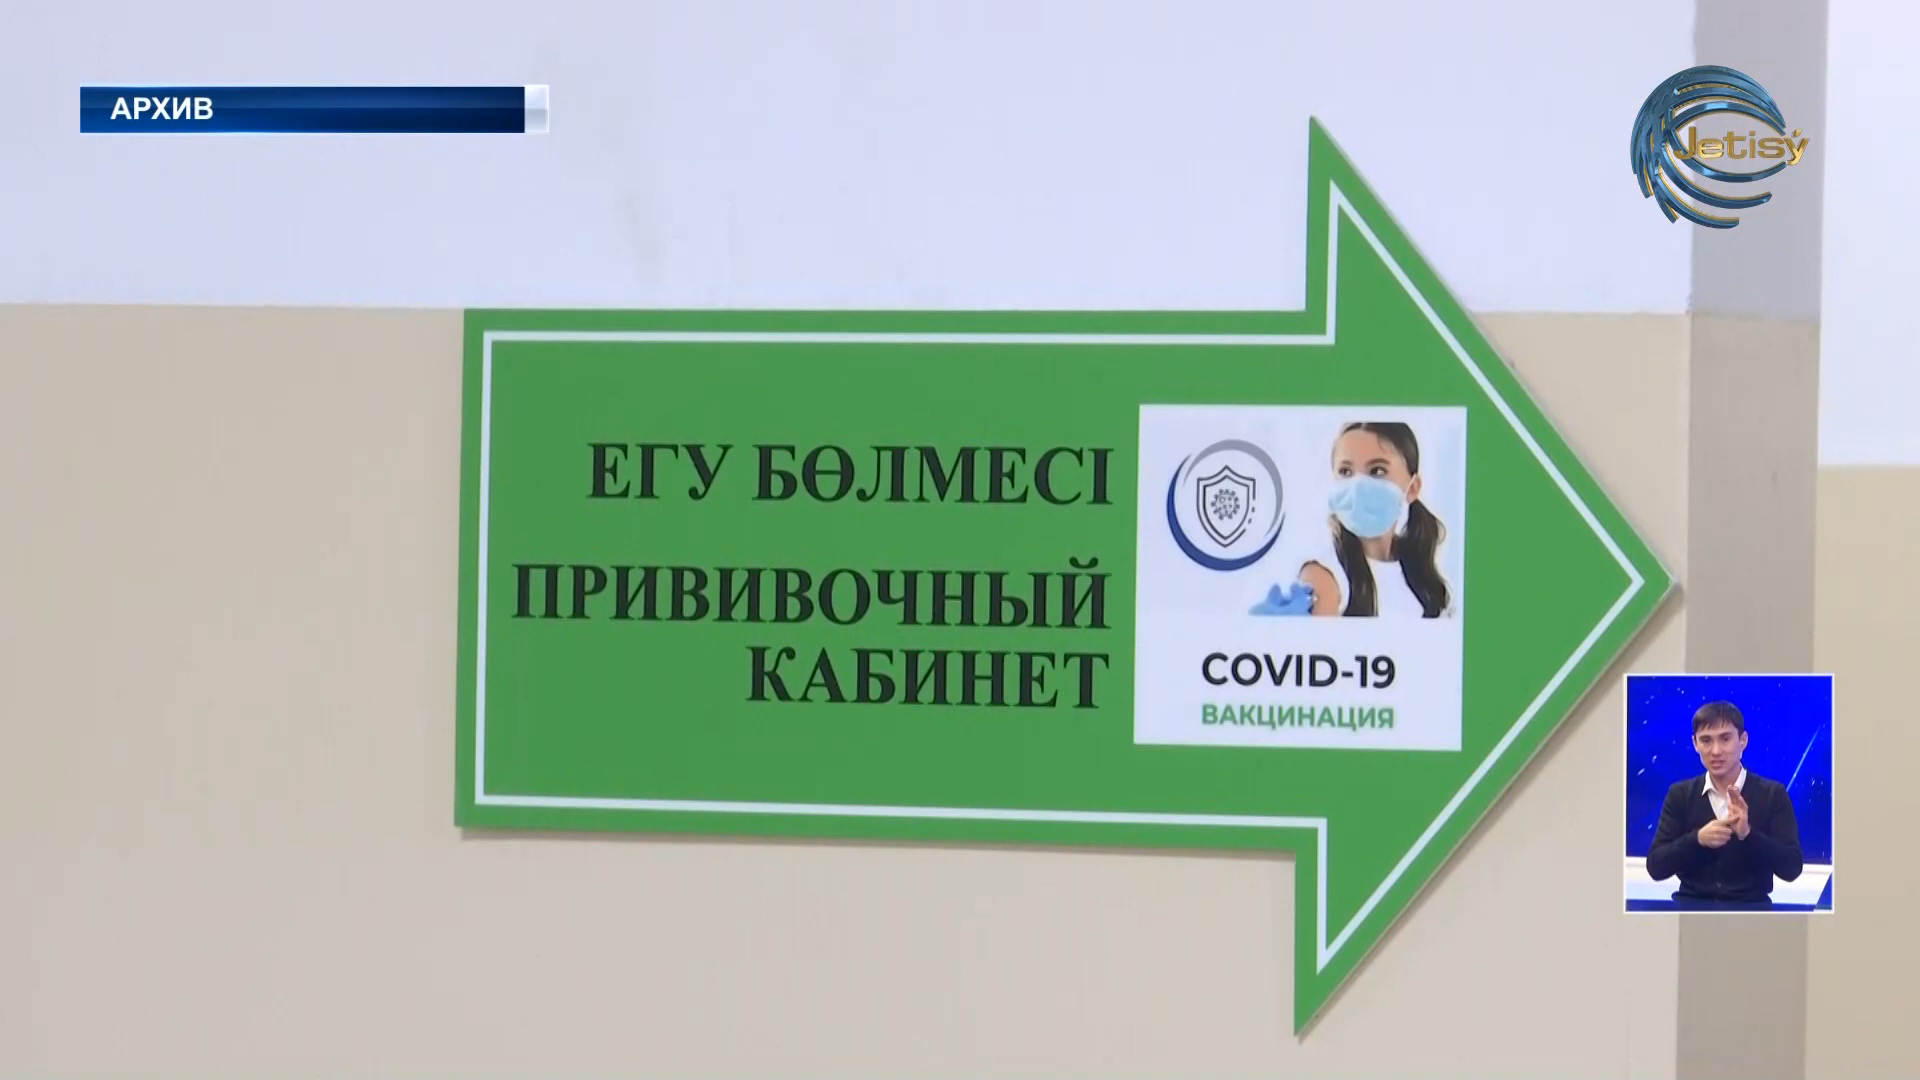 АРХИВ
Jetisý
ЕГУ БӨЛМЕСІ
ПРИВИВОЧНЫЙ
КАБИНЕТ
COVID-19
ВАКЦИНАЦИЯ